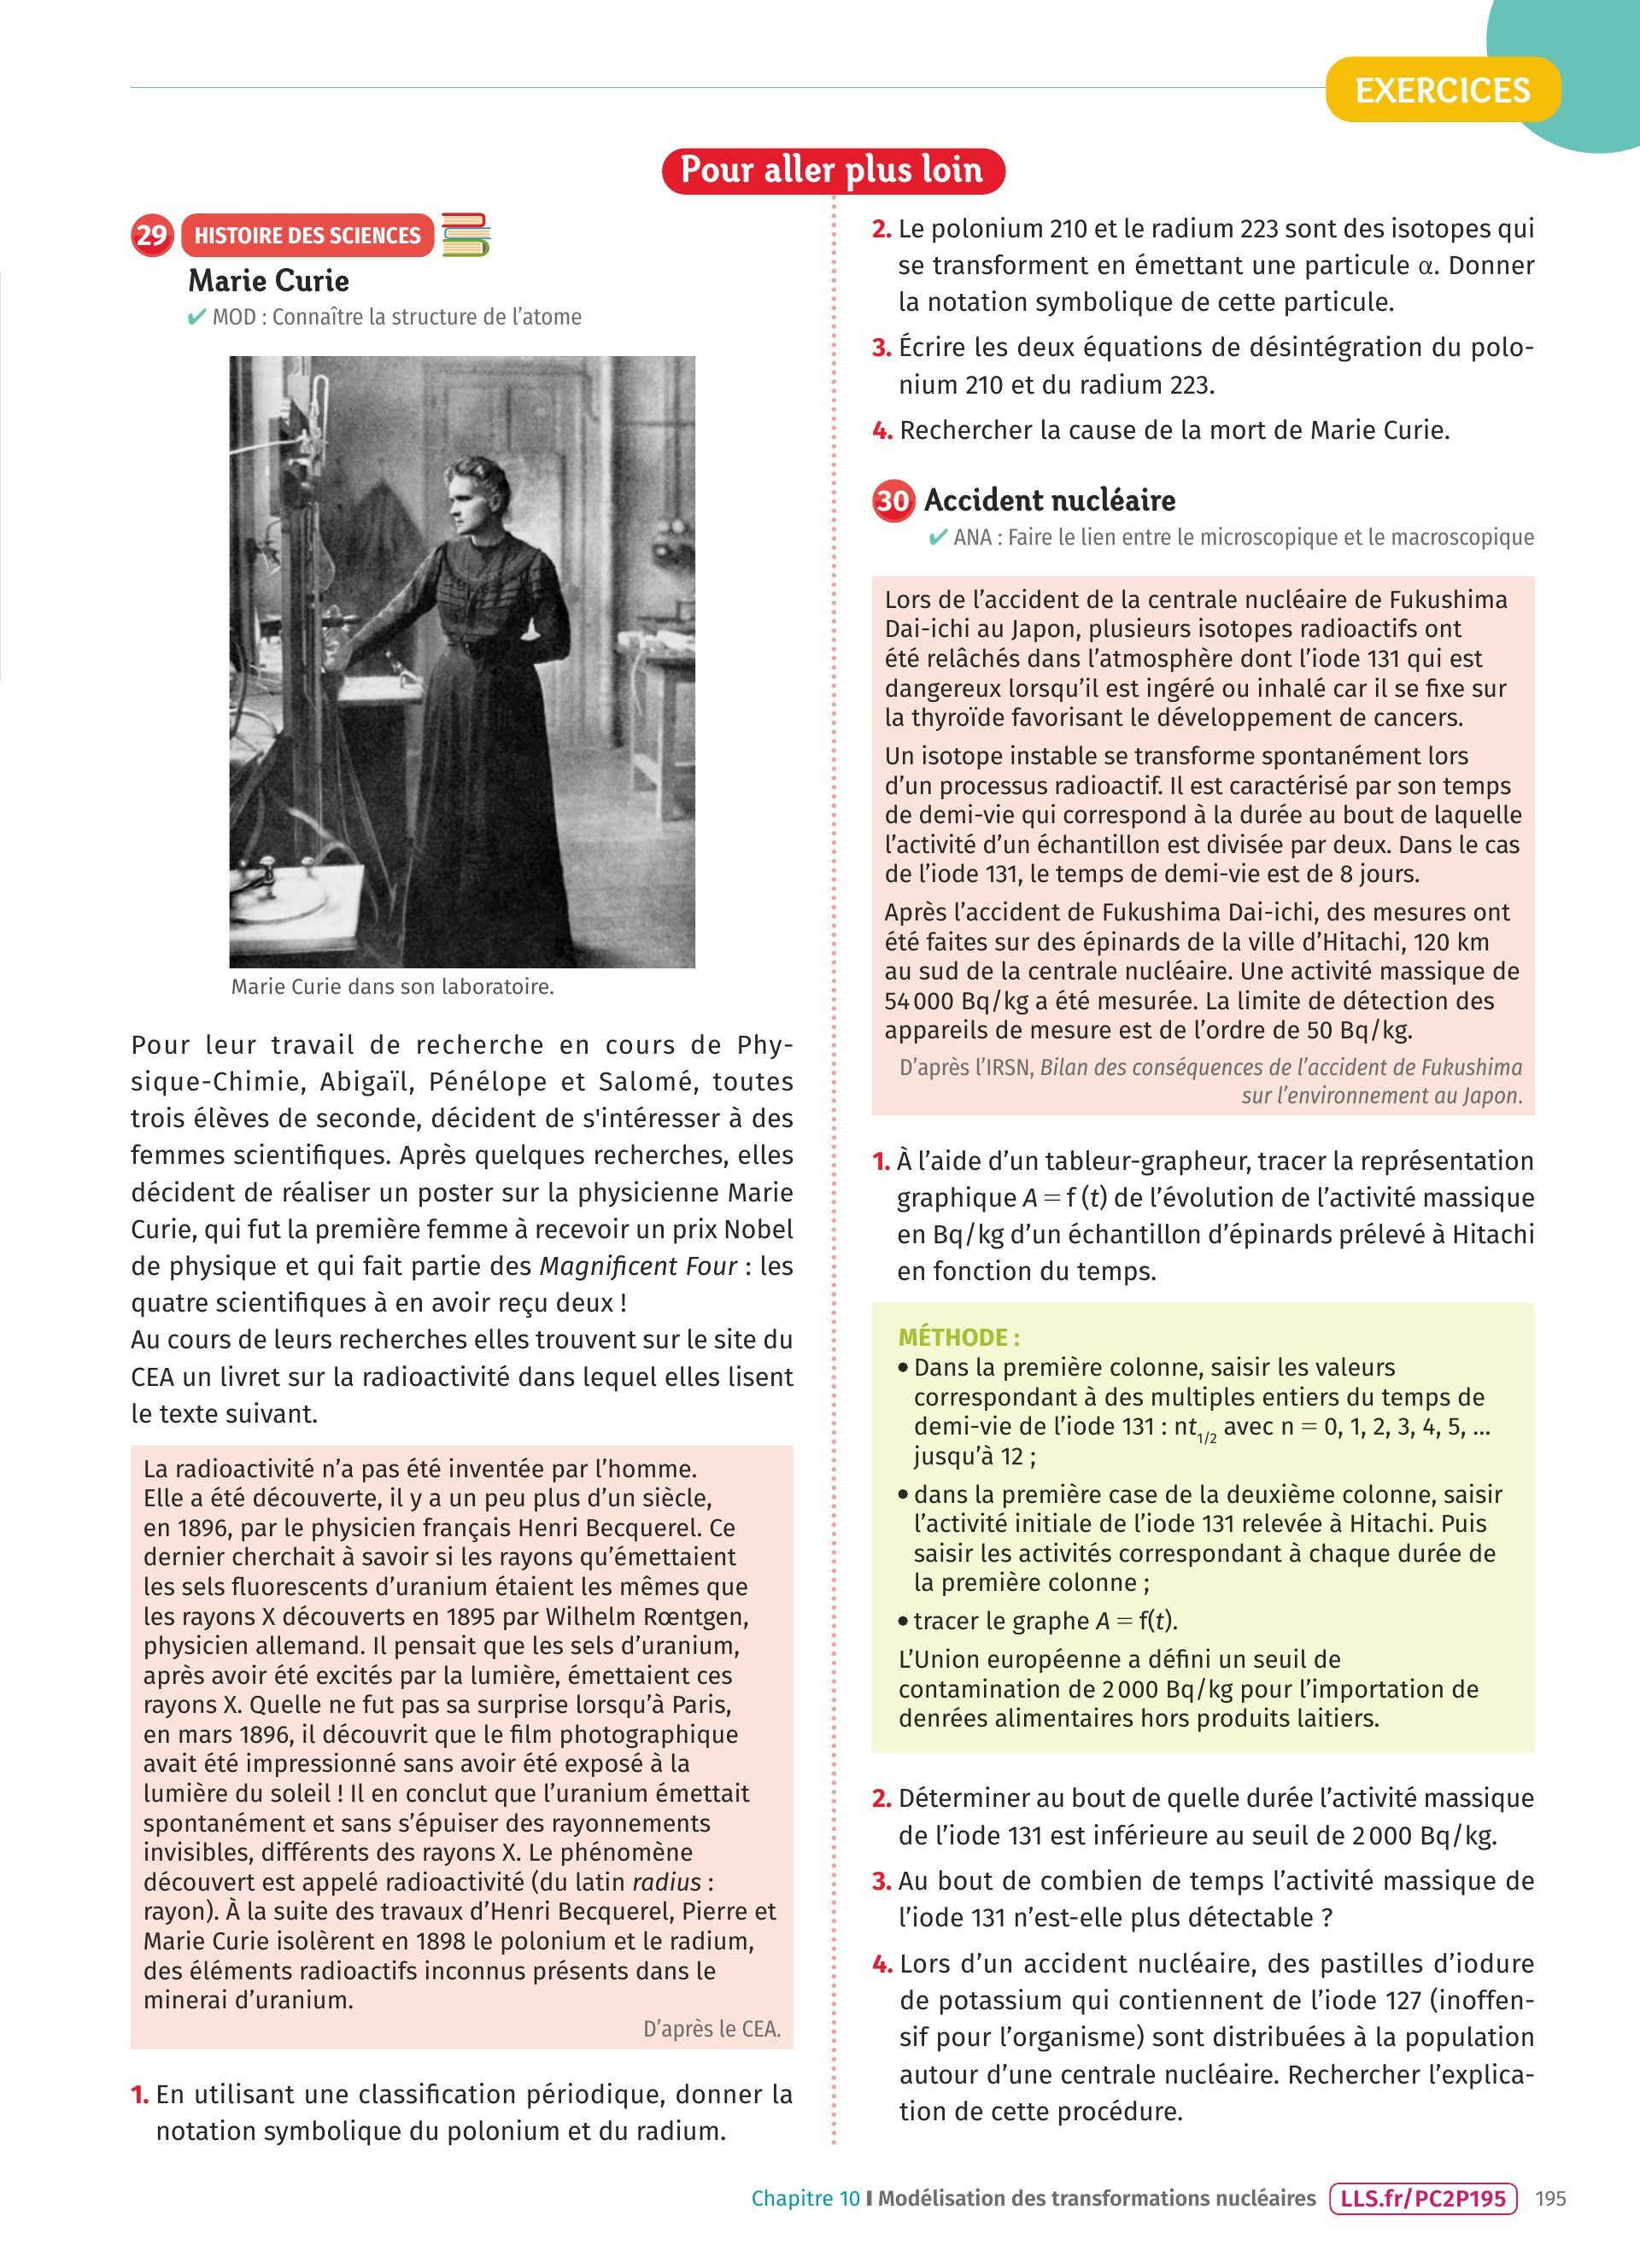 EXERCICES
Pour aller plus loin
29 HISTOIRE DES SCIENCES
Marie Curie
✔ MOD : Connaître la structure de l'atome
Marie Curie dans son laboratoire.
Pour leur travail de recherche en cours de Phy-
sique-Chimie, Abigaïl, Pénélope et Salomé, toutes
trois élèves de seconde, décident de s'intéresser à des
femmes scientifiques. Après quelques recherches, elles
décident de réaliser un poster sur la physicienne Marie
Curie, qui fut la première femme à recevoir un prix Nobel
de physique et qui fait partie des Magnificent Four : les
quatre scientifiques à en avoir reçu deux !
Au cours de leurs recherches elles trouvent sur le site du
CEA un livret sur la radioactivité dans lequel elles lisent
le texte suivant.
La radioactivité n'a pas été inventée par l'homme.
Elle a été découverte, il y a un peu plus d'un siècle,
en 1896, par le physicien français Henri Becquerel. Ce
dernier cherchait à savoir si les rayons qu'émettaient
les sels fluorescents d'uranium étaient les mêmes que
les rayons X découverts en 1895 par Wilhelm Rœntgen,
physicien allemand. Il pensait que les sels d'uranium,
après avoir été excités par la lumière, émettaient ces
rayons X. Quelle ne fut pas sa surprise lorsqu'à Paris,
en mars 1896, il découvrit que le film photographique
avait été impressionné sans avoir été exposé à la
lumière du soleil ! Il en conclut que l'uranium émettait
spontanément et sans s'épuiser des rayonnements
invisibles, différents des rayons X. Le phénomène
découvert est appelé radioactivité (du latin radius :
rayon). À la suite des travaux d'Henri Becquerel, Pierre et
Marie Curie isolèrent en 1898 le polonium et le radium,
des éléments radioactifs inconnus présents dans le
minerai d'uranium.
D'après le CEA.
1. En utilisant une classification périodique, donner la
notation symbolique du polonium et du radium.
2. Le polonium 210 et le radium 223 sont des isotopes qui
se transforment en émettant une particule α. Donner
la notation symbolique de cette particule.
3. Écrire les deux équations de désintégration du polo-
nium 210 et du radium 223.
4. Rechercher la cause de la mort de Marie Curie.
30 Accident nucléaire
✔ ANA : Faire le lien entre le microscopique et le macroscopique
Lors de l'accident de la centrale nucléaire de Fukushima
Dai-ichi au Japon, plusieurs isotopes radioactifs ont
été relâchés dans l'atmosphère dont l'iode 131 qui est
dangereux lorsqu'il est ingéré ou inhalé car il se fixe sur
la thyroïde favorisant le développement de cancers.
Un isotope instable se transforme spontanément lors
d'un processus radioactif. Il est caractérisé par son temps
de demi-vie qui correspond à la durée au bout de laquelle
l'activité d'un échantillon est divisée par deux. Dans le cas
de l'iode 131, le temps de demi-vie est de 8 jours.
Après l'accident de Fukushima Dai-ichi, des mesures ont
été faites sur des épinards de la ville d'Hitachi, 120 km
au sud de la centrale nucléaire. Une activité massique de
54 000 Bq/kg a été mesurée. La limite de détection des
appareils de mesure est de l'ordre de 50 Bq/kg.
D'après l'IRSN, Bilan des conséquences de l'accident de Fukushima
sur l'environnement au Japon.
1. À l'aide d'un tableur-grapheur, tracer la représentation
graphique A = f (t) de l'évolution de l'activité massique
en Bq/kg d'un échantillon d'épinards prélevé à Hitachi
en fonction du temps.
MÉTHODE :
• Dans la première colonne, saisir les valeurs
correspondant à des multiples entiers du temps de
demi-vie de l'iode 131 : nt1/2 avec n = 0, 1, 2, 3, 4, 5, ...
jusqu'à 12 ;
• dans la première case de la deuxième colonne, saisir
l'activité initiale de l'iode 131 relevée à Hitachi. Puis
saisir les activités correspondant à chaque durée de
la première colonne ;
• tracer le graphe A = f(t).
L'Union européenne a défini un seuil de
contamination de 2 000 Bq/kg pour l'importation de
denrées alimentaires hors produits laitiers.
2. Déterminer au bout de quelle durée l'activité massique
de l'iode 131 est inférieure au seuil de 2 000 Bq/kg.
3. Au bout de combien de temps l'activité massique de
l'iode 131 n'est-elle plus détectable ?
4. Lors d'un accident nucléaire, des pastilles d'iodure
de potassium qui contiennent de l'iode 127 (inoffen-
sif pour l'organisme) sont distribuées à la population
autour d'une centrale nucléaire. Rechercher l'explica-
tion de cette procédure.
Chapitre 10 I Modélisation des transformations nucléaires LLS.fr/PC2P195 195